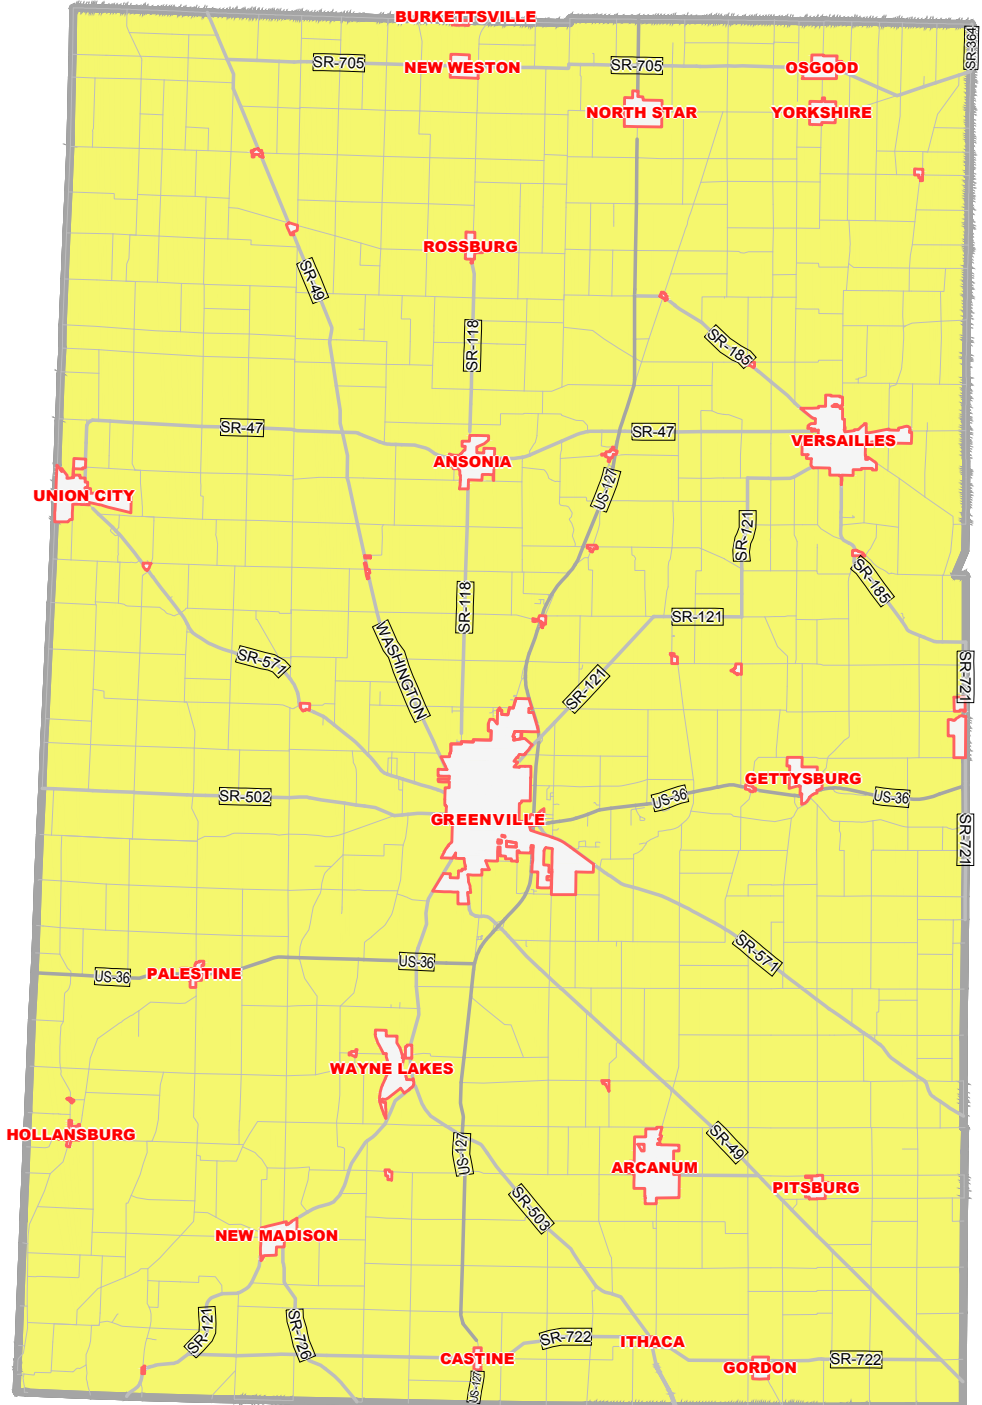 BURKETTSVILLE
SR-364
SR-705
NEW WESTON
SR-705
OSGOOD
NORTH STAR
YORKSHIRE
ROSSBURG
SR-49
SR-118
SR-185
SR-47
SR-47
VERSAILLES
ANSONIA
UNION CITY
US-127
SR-121
SR-185
SR-118
SR-121
SR-571
WASHINGTON
SR-121
SR-721
GETTYSBURG
SR-502
US-36
US-36
GREENVILLE
SR-721
SR-571
US-36
PALESTINE
US-36
WAYNE LAKES
HOLLANSBURG
US-127
SR-49
ARCANUM
PITSBURG
SR-503
NEW MADISON
SR-121
SR-726
SR-722
ITHACA
CASTINE
SR-722
GORDON
US-127